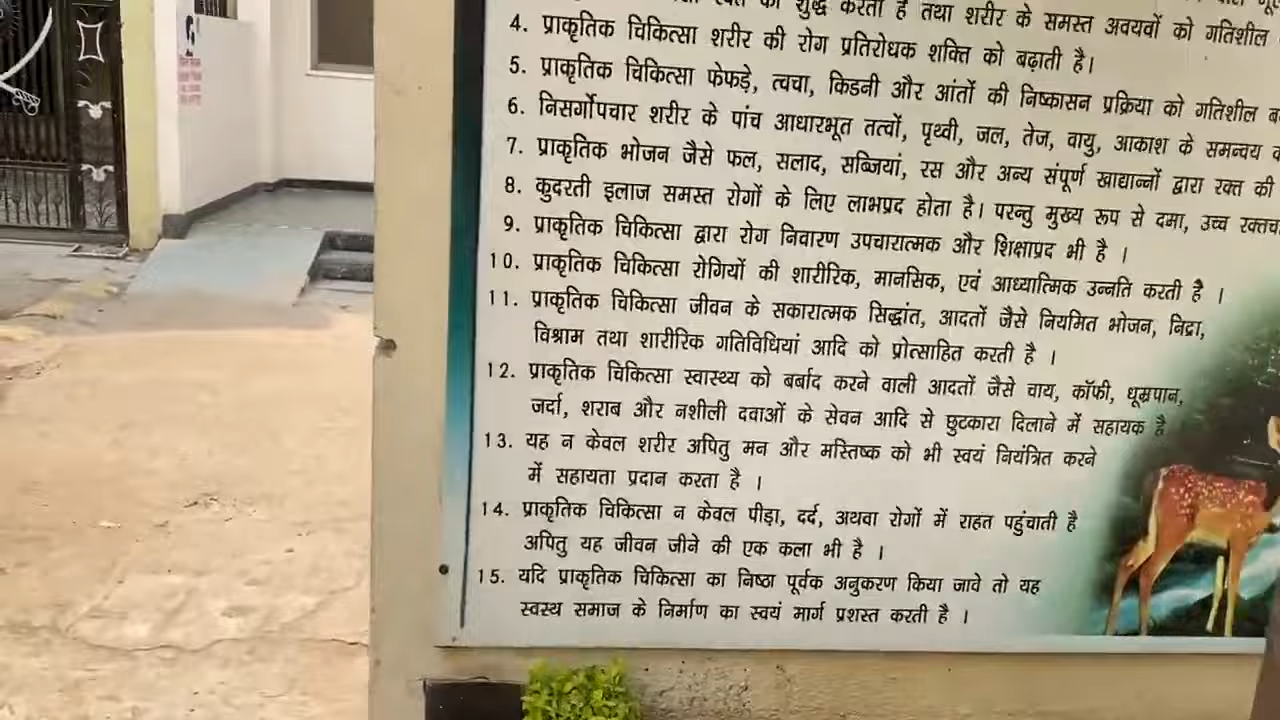 शुद्ध करता है तथा शरीर के समस्त अवयवों को गतिशील
4. प्राकृतिक चिकित्सा शरीर की रोग प्रतिरोधक शक्ति को बढ़ाती है।
5. प्राकृतिक चिकित्सा फेफड़े, त्वचा, किडनी और आंतों की निष्कासन प्रक्रिया को गतिशील
6. निसर्गोपचार शरीर के पांच आधारभूत तत्वों, पृथ्वी, जल, तेज, वायु, आकाश के समन्वय
7. प्राकृतिक भोजन जैसे फल, सलाद, सब्जियां, रस और अन्य संपूर्ण खाद्यान्नों द्वारा रक्त की
8. कुदरती इलाज समस्त रोगों के लिए लाभप्रद होता है। परन्तु मुख्य रूप से दमा, उच्च
9. प्राकृतिक चिकित्सा द्वारा रोग निवारण उपचारात्मक और शिक्षाप्रद भी है ।
10. प्राकृतिक चिकित्सा रोगियों की शारीरिक, मानसिक, एवं आध्यात्मिक उन्नति करती है ।
11. प्राकृतिक चिकित्सा जीवन के सकारात्मक सिद्धांत, आदतों जैसे नियमित भोजन, निद्रा,
विश्राम तथा शारीरिक गतिविधियां आदि को प्रोत्साहित करती है ।
12. प्राकृतिक चिकित्सा स्वास्थ्य को बर्बाद करने वाली आदतों जैसे चाय, कॉफी, धूम्रपान,
जर्दा, शराब और नशीली दवाओं के सेवन आदि से छुटकारा दिलाने में सहायक है
13. यह न केवल शरीर अपितु मन और मस्तिष्क को भी स्वयं नियंत्रित करने
में सहायता प्रदान करता है ।
14. प्राकृतिक चिकित्सा न केवल पीड़ा, दर्द, अथवा रोगों में राहत पहुंचाती है
अपितु यह जीवन जीने की एक कला भी है ।
15. यदि प्राकृतिक चिकित्सा का निष्ठा पूर्वक अनुकरण किया जावे तो यह
स्वस्थ समाज के निर्माण का स्वयं मार्ग प्रशस्त करती है ।